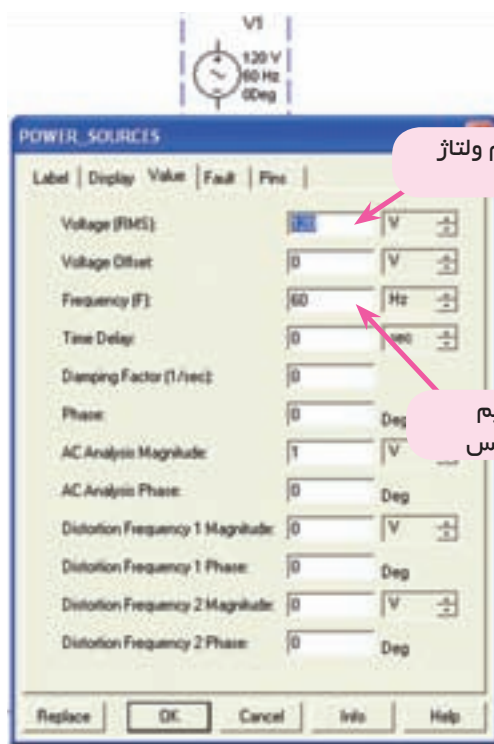 V1
120 V
60 Hz
0Deg
POWER_SOURCES
Label Display Value Fault Pins
Voltage (RMS): 120 V
Voltage Offset 0 V
Frequency (F): 60 Hz
Time Delay: 0 sec
Damping Factor (1/sec): 0
Phase: 0 Deg
AC Analysis Magnitude: 1 V
AC Analysis Phase: 0 Deg
Distortion Frequency 1 Magnitude: 0 V
Distortion Frequency 1 Phase: 0 Deg
Distortion Frequency 2 Magnitude: 0 V
Distortion Frequency 2 Phase: 0 Deg
Replace OK Cancel Info Help
ولتاژ